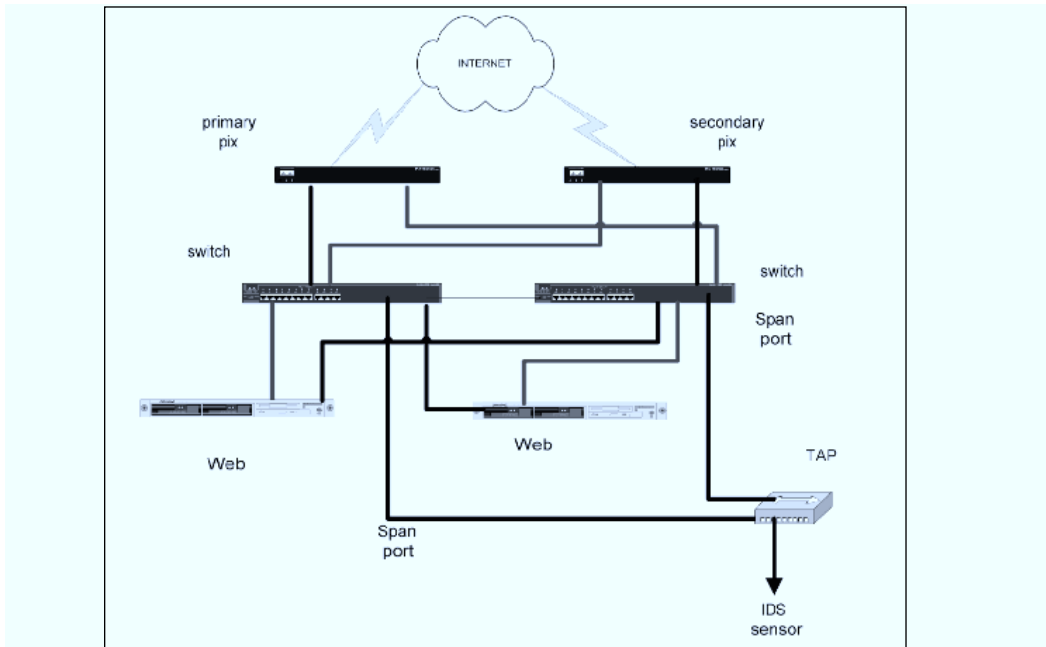 INTERNET
primary
pix
secondary
pix
switch
switch
Span
port
Web
Web
TAP
Span
port
IDS
sensor